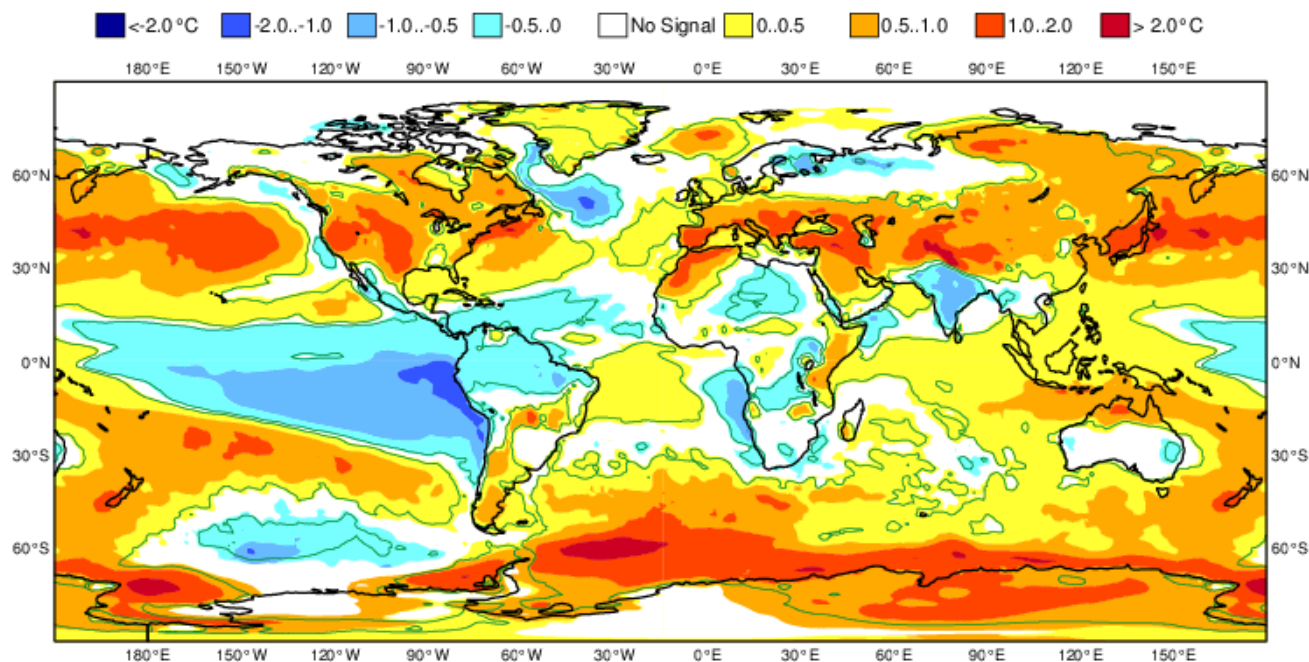 <-2.0°C -2.0..-1.0 -1.0..-0.5 -0.5..0 No Signal 0..0.5 0.5..1.0 1.0..2.0 > 2.0°C
180°E 150°W 120°W 90°W 60°W 30°W 0°E 30°E 60°E 90°E 120°E 150°E
60°N 60°N
30°N 30°N
0°N 0°N
30°S 30°S
60°S 60°S
180°E 150°W 120°W 90°W 60°W 30°W 0°E 30°E 60°E 90°E 120°E 150°E